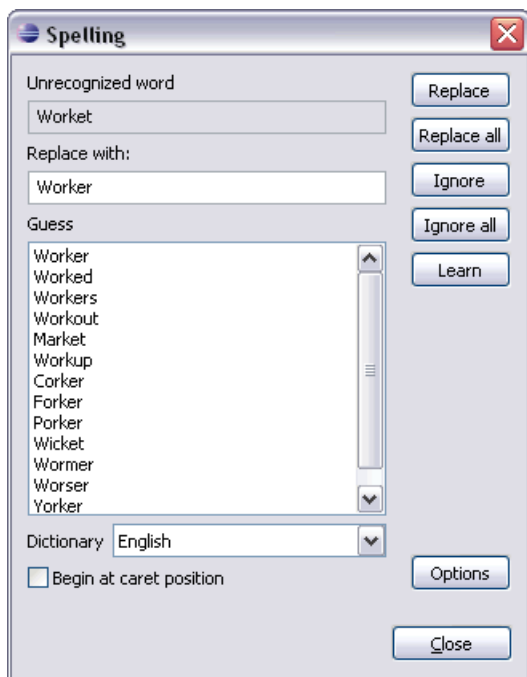 Spelling
Unrecognized word
Worket
Replace with:
Worker
Guess
Worker
Worked
Workers
Workout
Market
Workup
Corker
Forker
Porker
Wicket
Wormer
Worser
Yorker
Dictionary English
Begin at caret position
Replace
Replace all
Ignore
Ignore all
Learn
Options
Close